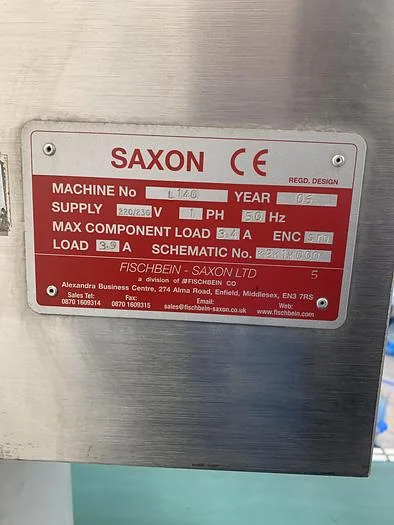 SAXON CE
REGD. DESIGN
MACHINE No L140 YEAR 05
SUPPLY 220/230 V 1 PH 50 Hz
MAX COMPONENT LOAD 3.4 A ENC STD
LOAD 3.9 A SCHEMATIC No.
FISCHBEIN - SAXON LTD 5
a division of FISCHBEIN CO
Alexandra Business Centre, 274 Alma Road, Enfield, Middlesex, EN3 7RS
Sales Tel: Fax: Email: Web:
0870 1609314 0870 1609315 sales@fischbein-saxon.co.uk www.fischbein.com